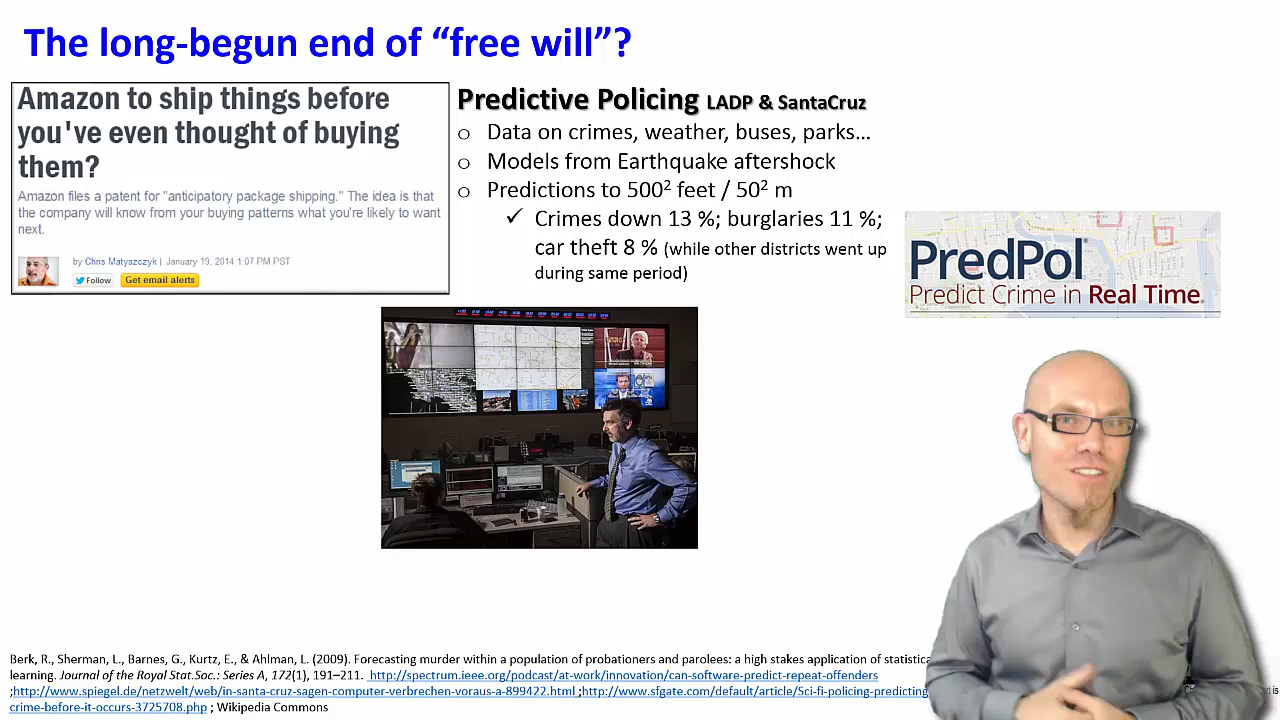 The long-begun end of “free will”?
Amazon to ship things before
you've even thought of buying
them?
Amazon files a patent for "anticipatory package shipping." The idea is that
the company will know from your buying patterns what you're likely to want
next.
by Chris Matyszczyk | January 19, 2014 1:07 PM PST
Follow Get email alerts
Predictive Policing LADP & SantaCruz
o Data on crimes, weather, buses, parks…
o Models from Earthquake aftershock
o Predictions to 500² feet / 50² m
✓ Crimes down 13 %; burglaries 11 %;
car theft 8 % (while other districts went up
during same period)
PredPol
Predict Crime in Real Time.
Berk, R., Sherman, L., Barnes, G., Kurtz, E., & Ahlman, L. (2009). Forecasting murder within a population of probationers and parolees: a high stakes application of statistica
learning. Journal of the Royal Stat.Soc.: Series A, 172(1), 191–211. http://spectrum.ieee.org/podcast/at-work/innovation/can-software-predict-repeat-offenders
;http://www.spiegel.de/netzwelt/web/in-santa-cruz-sagen-computer-verbrechen-voraus-a-899422.html ;http://www.sfgate.com/default/article/Sci-fi-policing-predicting
crime-before-it-occurs-3725708.php ; Wikipedia Commons